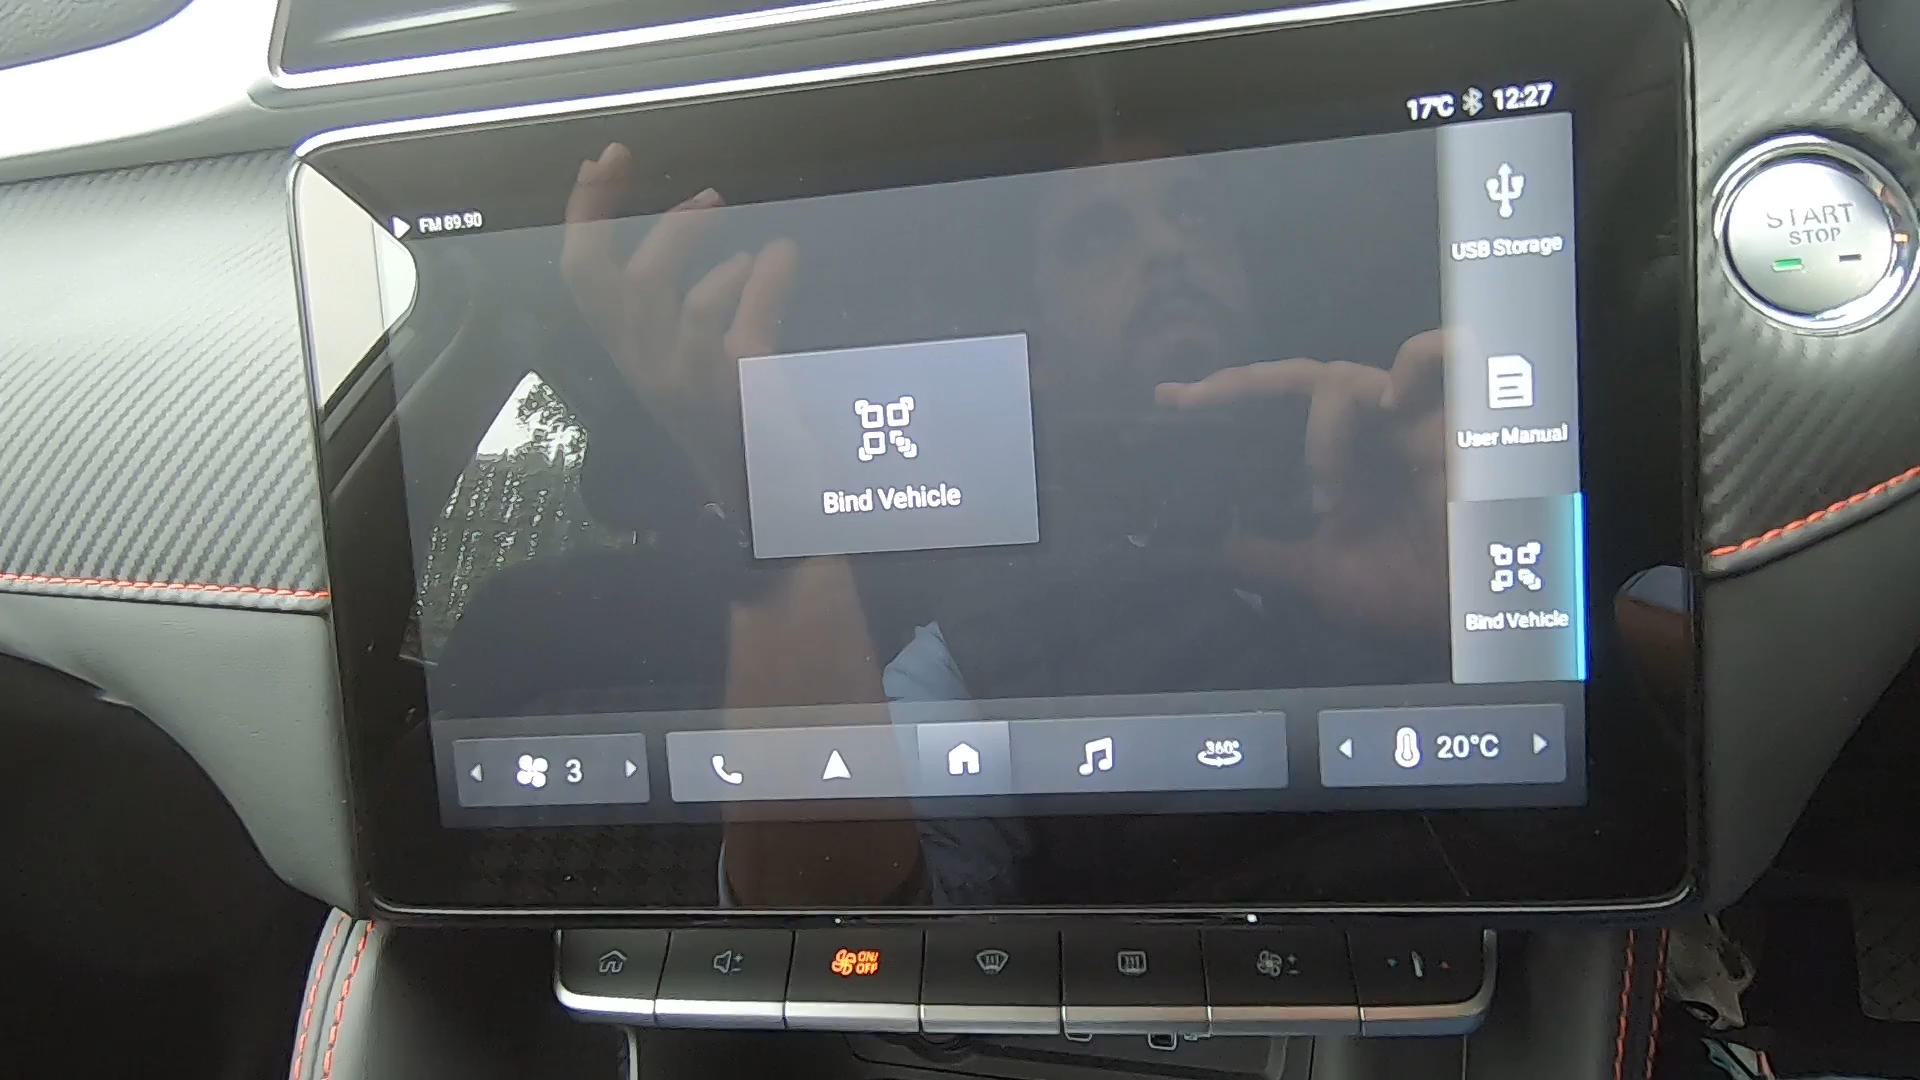 17℃ 12:27
FM 89.90
USB Storage
User Manual
Bind Vehicle
Bind Vehicle
3
360°
20°C
START
STOP
ON/
OFF